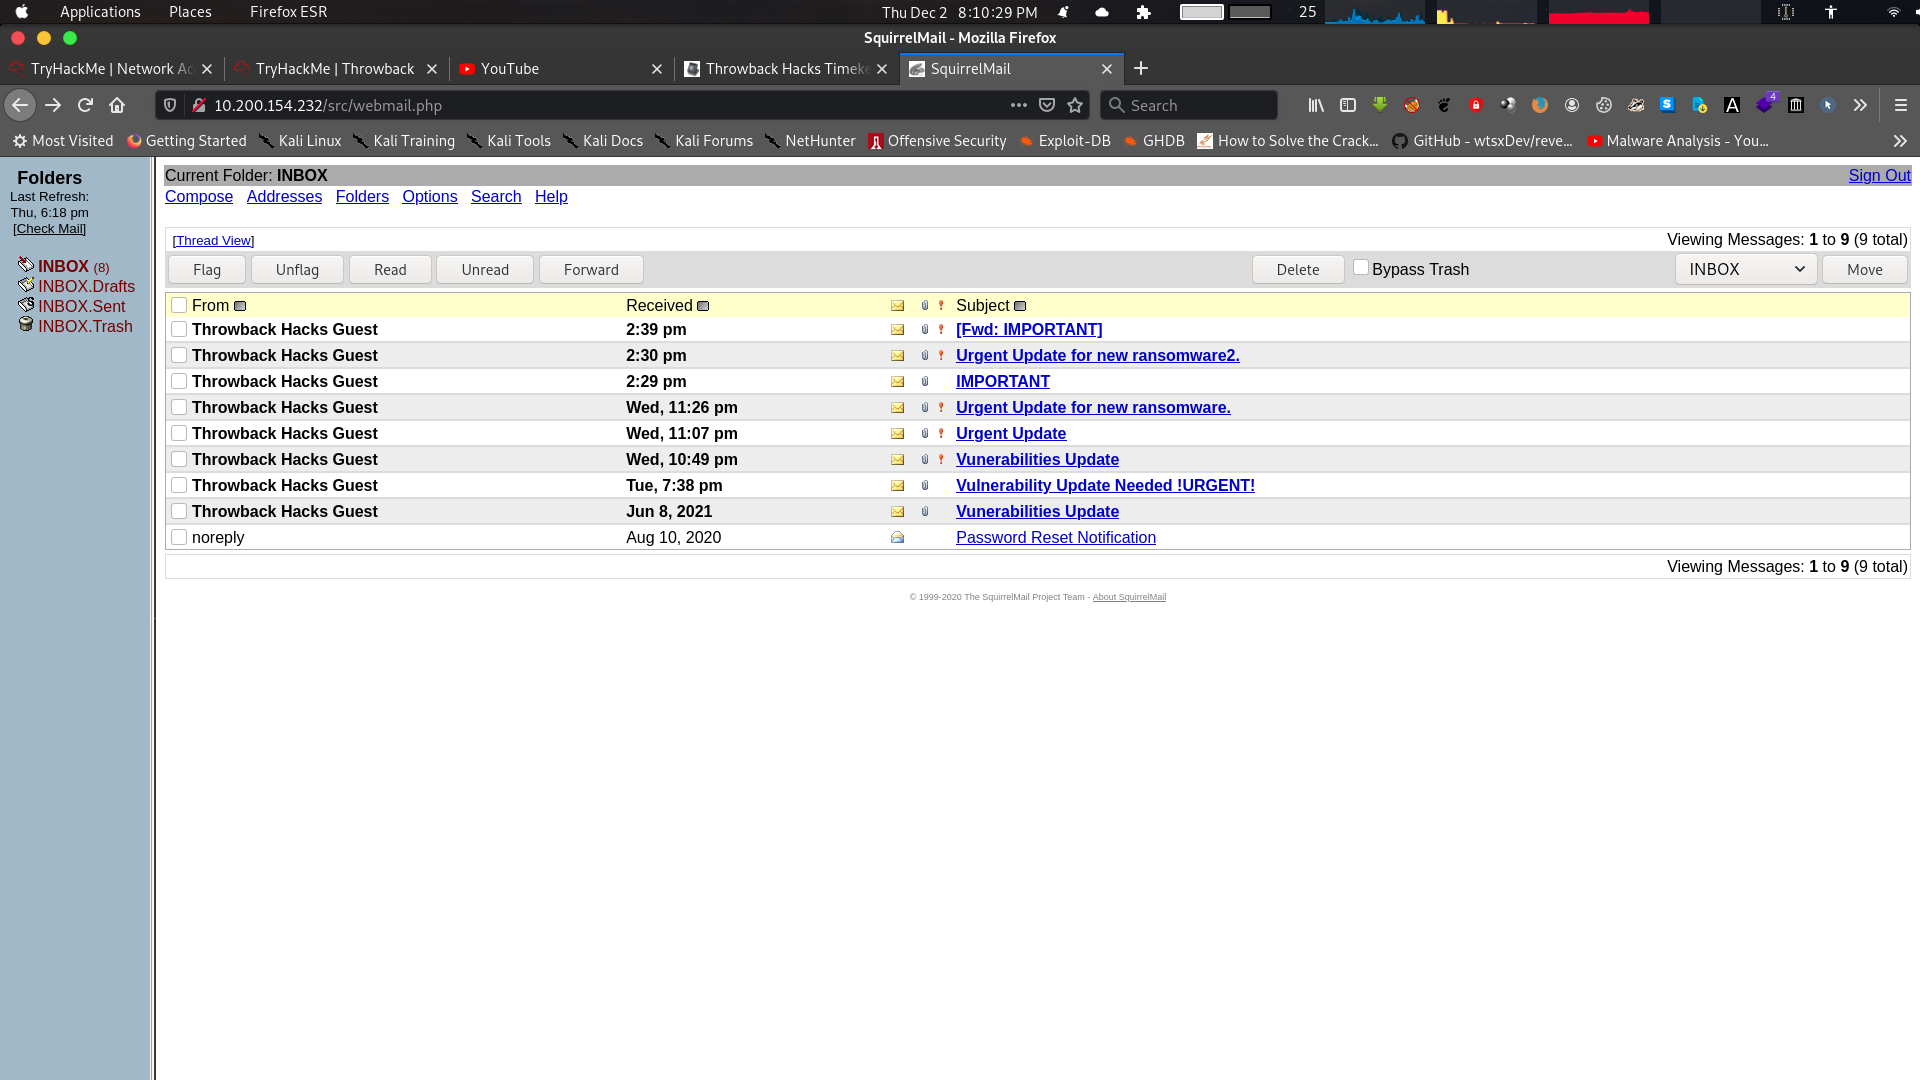 Applications Places Firefox ESR Thu Dec 2 8:10:29 PM 25
SquirrelMail - Mozilla Firefox
TryHackMe | Network Ac TryHackMe | Throwback YouTube Throwback Hacks Timeke SquirrelMail
10.200.154.232/src/webmail.php Search 4
Most Visited Getting Started Kali Linux Kali Training Kali Tools Kali Docs Kali Forums NetHunter Offensive Security Exploit-DB GHDB How to Solve the Crack... GitHub - wtsxDev/reve... Malware Analysis - You...
Folders
Last Refresh:
Thu, 6:18 pm
[Check Mail]
INBOX (8)
INBOX.Drafts
INBOX.Sent
INBOX.Trash
Current Folder: INBOX Sign Out
Compose Addresses Folders Options Search Help
[Thread View] Viewing Messages: 1 to 9 (9 total)
Flag Unflag Read Unread Forward Delete Bypass Trash INBOX Move
From Received Subject
Throwback Hacks Guest 2:39 pm [Fwd: IMPORTANT]
Throwback Hacks Guest 2:30 pm Urgent Update for new ransomware2.
Throwback Hacks Guest 2:29 pm IMPORTANT
Throwback Hacks Guest Wed, 11:26 pm Urgent Update for new ransomware.
Throwback Hacks Guest Wed, 11:07 pm Urgent Update
Throwback Hacks Guest Wed, 10:49 pm Vunerabilities Update
Throwback Hacks Guest Tue, 7:38 pm Vulnerability Update Needed !URGENT!
Throwback Hacks Guest Jun 8, 2021 Vunerabilities Update
noreply Aug 10, 2020 Password Reset Notification
Viewing Messages: 1 to 9 (9 total)
© 1999-2020 The SquirrelMail Project Team - About SquirrelMail